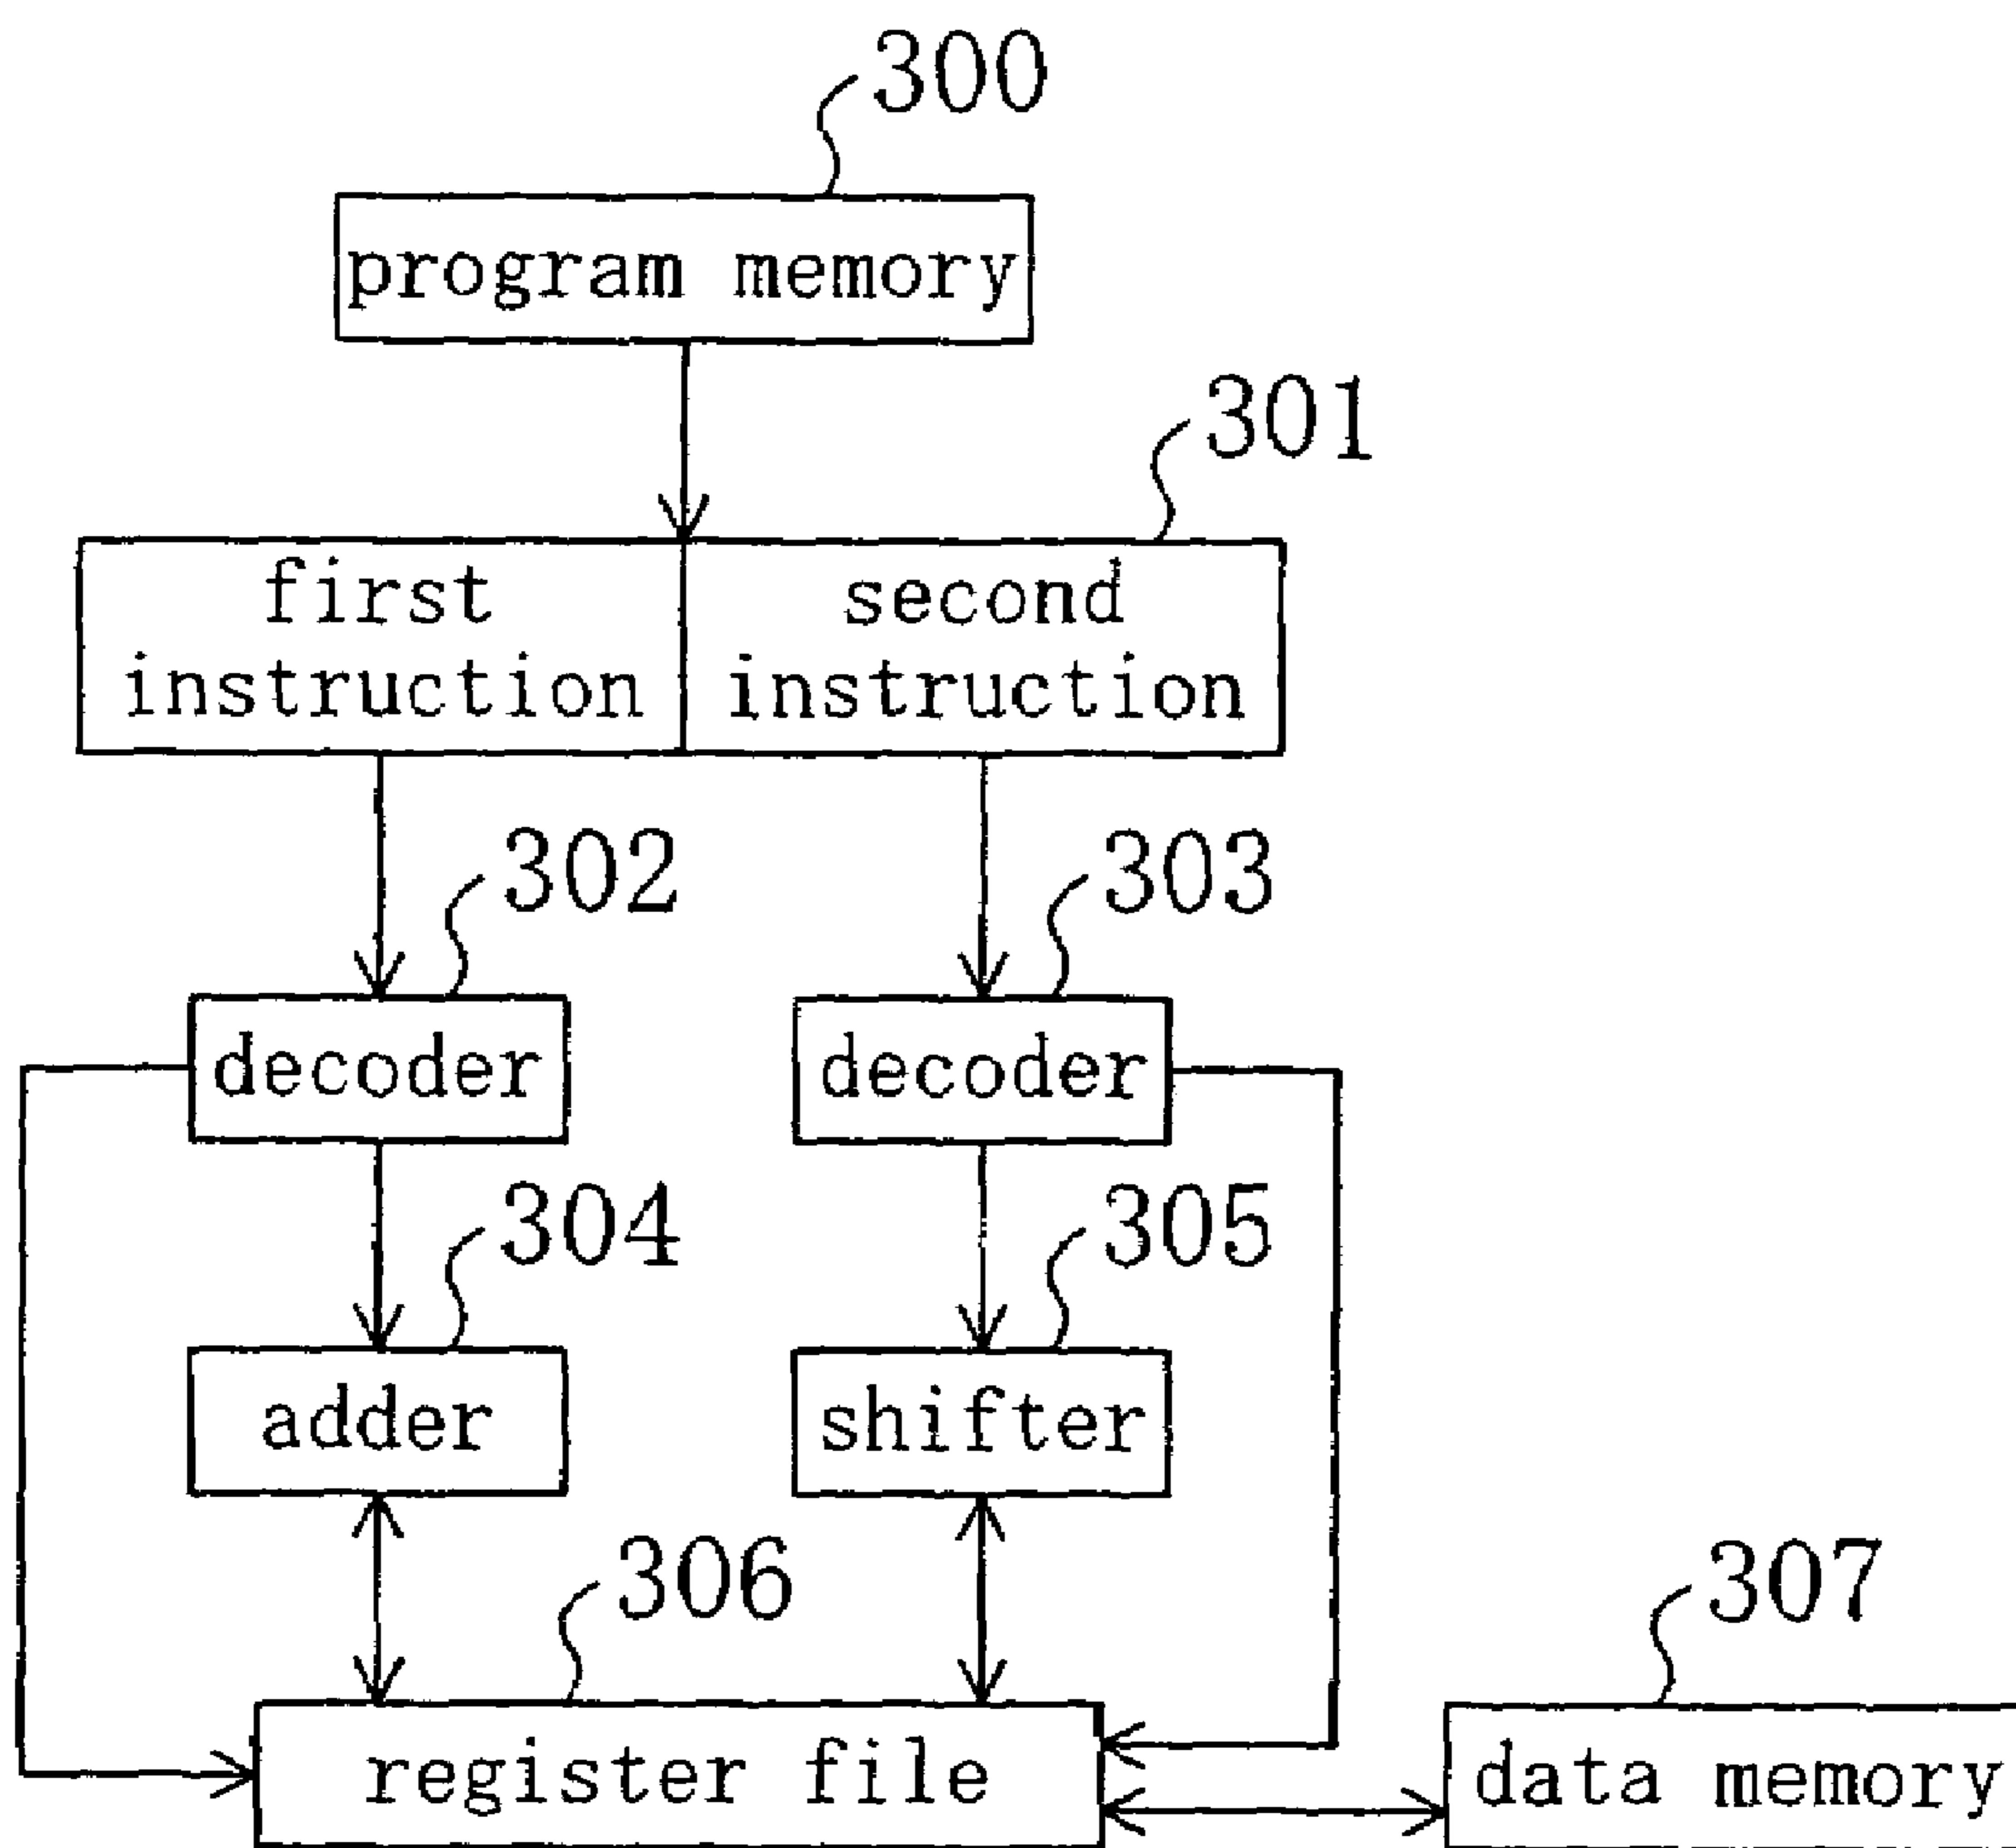 300
program memory
301
first instruction
second instruction
302
303
decoder
decoder
304
305
adder
shifter
306
307
register file
data memory